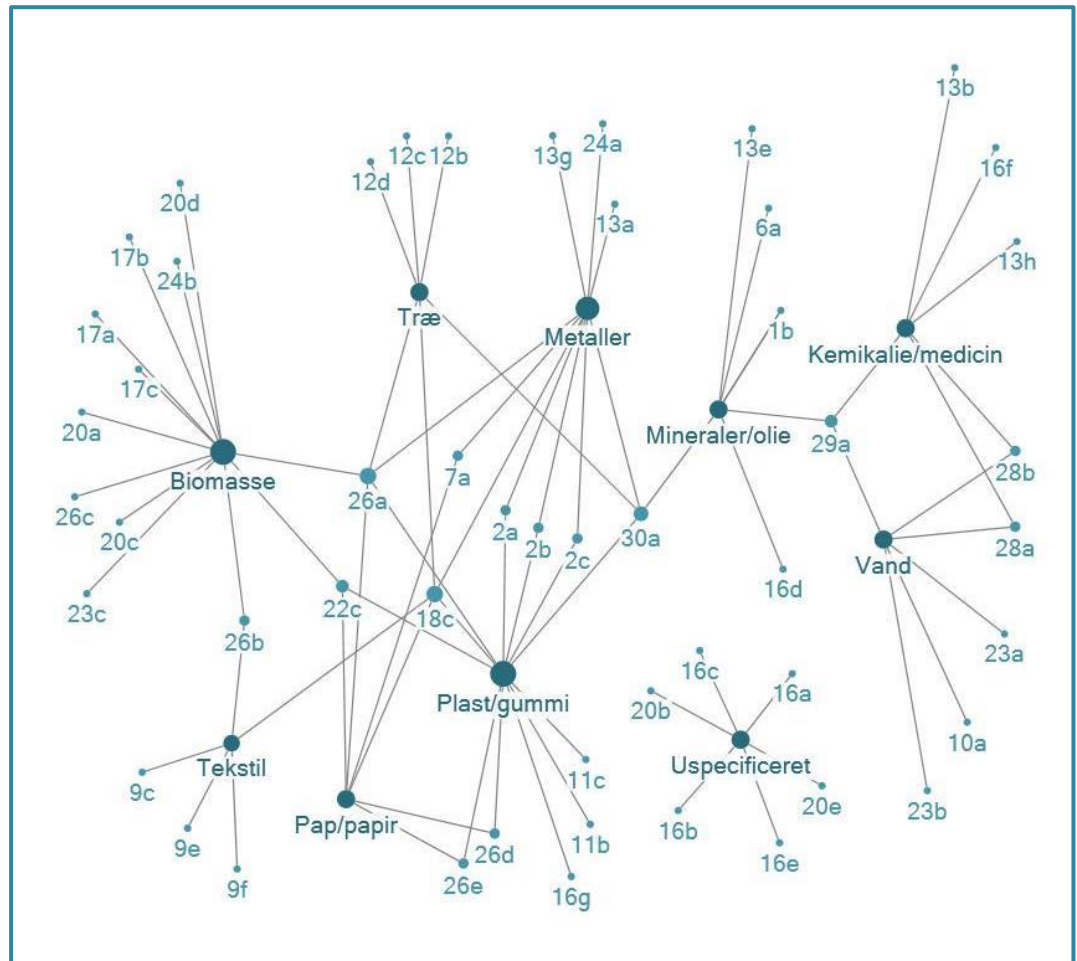 13b
12c
12b
13g
24a
13e
16f
12d
20d
13a
6a
13h
17b
24b
Træ
Metaller
1b
17a
Kemikalie/medicin
17c
20a
Mineraler/olie
29a
Biomasse
7a
26a
28b
26c
20c
2a
2b
2c
30a
28a
Vand
23c
22c
18c
16d
26b
23a
16c
16a
Plast/gummi
20b
10a
Tekstil
Uspecificeret
11c
9c
20e
23b
Pap/papir
16b
9e
26d
11b
16e
26e
9f
16g